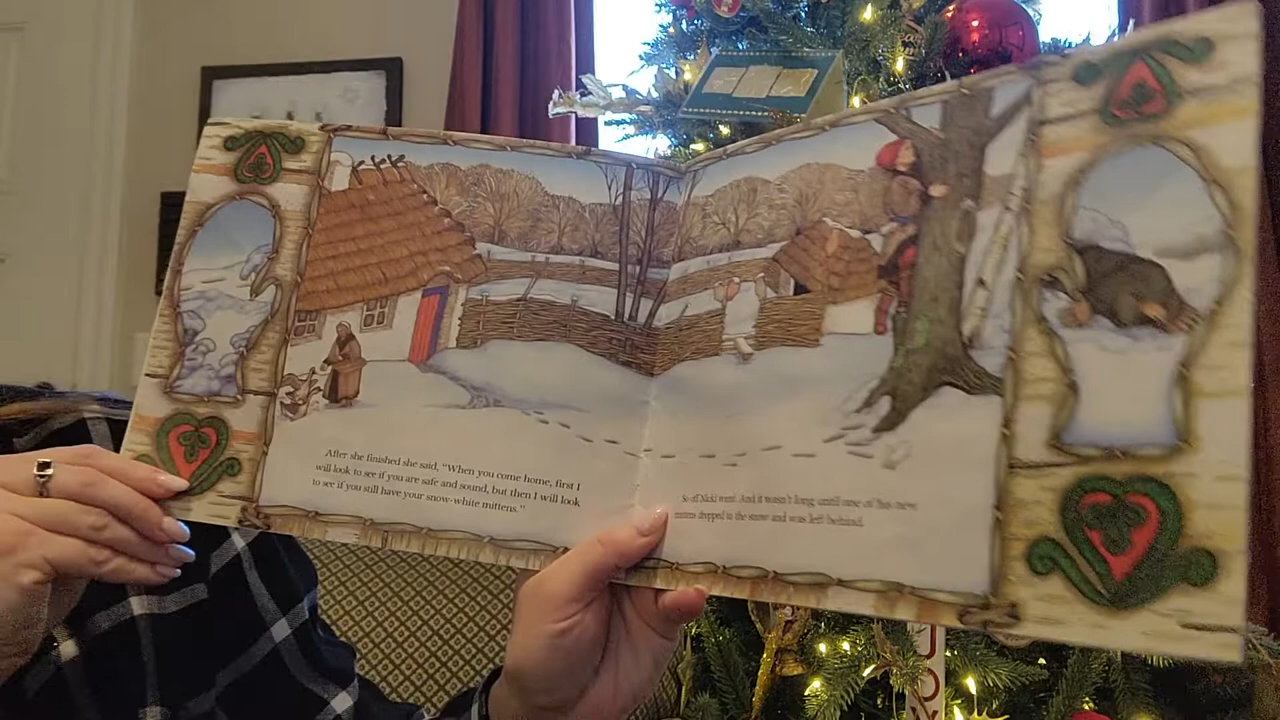 After she finished she said, "When you come home, first I
will look to see if you are safe and sound, but then I will look
to see if you still have your snow-white mittens."
So off Nicki went. And it wasn't long until one of his new
mittens dropped in the snow and was left behind.